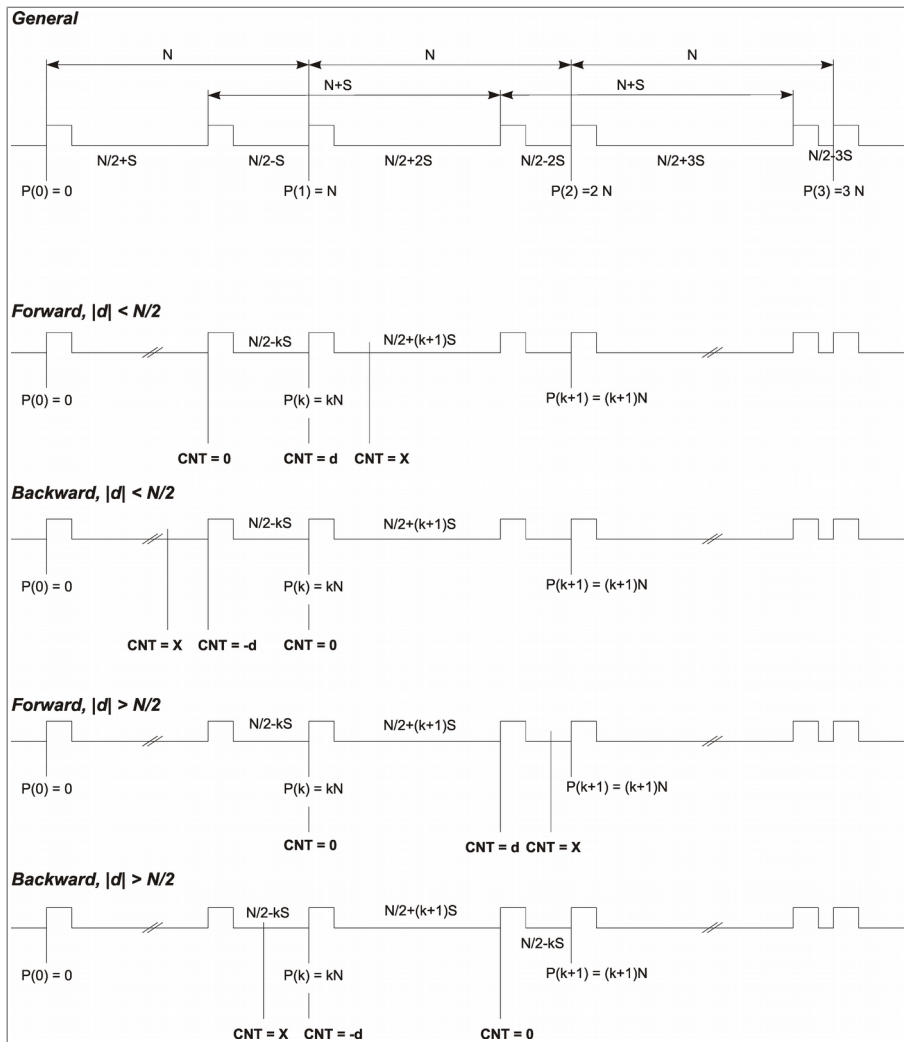 General
N N N
N+S N+S
N/2+S N/2-S N/2+2S N/2-2S N/2+3S N/2-3S
P(0) = 0 P(1) = N P(2) =2 N P(3) =3 N
Forward, |d| < N/2
N/2-kS N/2+(k+1)S
P(0) = 0 P(k) = kN P(k+1) = (k+1)N
CNT = 0 CNT = d CNT = X
Backward, |d| < N/2
N/2-kS N/2+(k+1)S
P(0) = 0 P(k) = kN P(k+1) = (k+1)N
CNT = X CNT = -d CNT = 0
Forward, |d| > N/2
N/2-kS N/2+(k+1)S
P(0) = 0 P(k) = kN P(k+1) = (k+1)N
CNT = 0 CNT = d CNT = X
Backward, |d| > N/2
N/2-kS N/2+(k+1)S
N/2-kS
P(0) = 0 P(k) = kN P(k+1) = (k+1)N
CNT = X CNT = -d CNT = 0